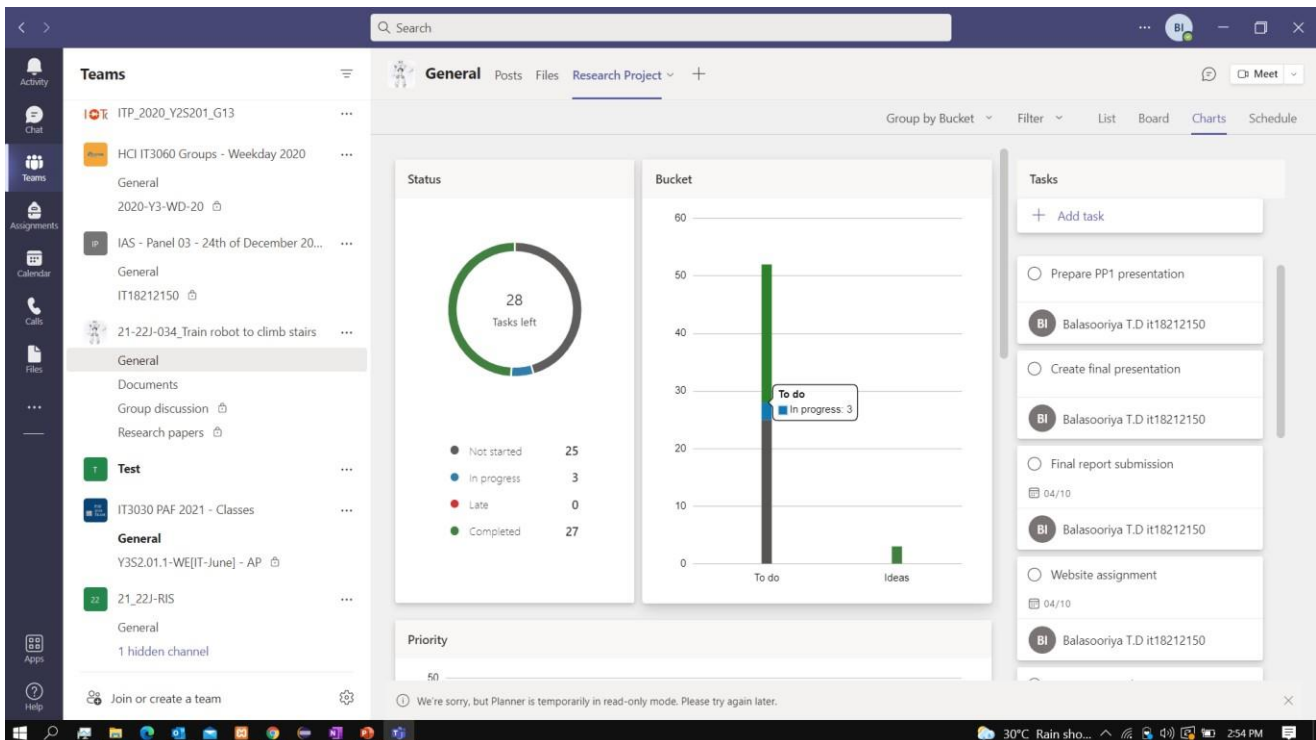 Search
BI
Activity
Chat
Teams
Assignments
Calendar
Calls
Files
Apps
Help
Teams
ITP_2020_Y2S201_G13
HCI IT3060 Groups - Weekday 2020
General
2020-Y3-WD-20
IP
IAS - Panel 03 - 24th of December 20...
General
IT18212150
21-22J-034_Train robot to climb stairs
General
Documents
Group discussion
Research papers
T
Test
IT3030 PAF 2021 - Classes
General
Y3S2.01.1-WE[IT-June] - AP
22
21_22J-RIS
General
1 hidden channel
Join or create a team
General Posts Files Research Project
Meet
Group by Bucket Filter List Board Charts Schedule
Status
28
Tasks left
Not started 25
In progress 3
Late 0
Completed 27
Bucket
60
50
40
30
20
10
0
To do
In progress: 3
To do Ideas
Priority
50
Tasks
Add task
Prepare PP1 presentation
BI Balasooriya T.D it18212150
Create final presentation
BI Balasooriya T.D it18212150
Final report submission
04/10
BI Balasooriya T.D it18212150
Website assignment
04/10
BI Balasooriya T.D it18212150
We're sorry, but Planner is temporarily in read-only mode. Please try again later.
30°C Rain sho... 2:54 PM